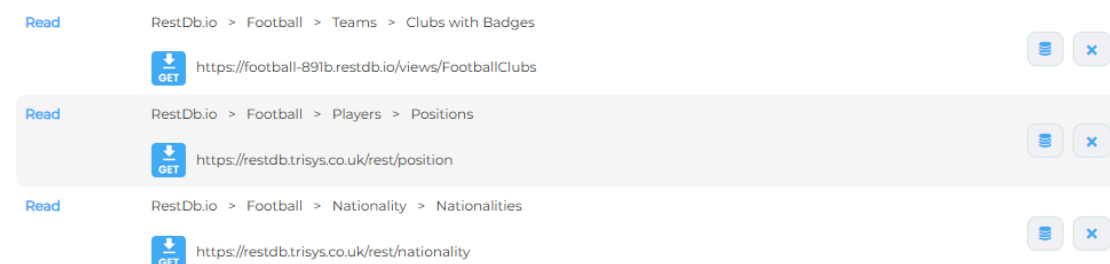 Read RestDb.io > Football > Teams > Clubs with Badges
GET https://football-891b.restdb.io/views/FootballClubs
Read RestDb.io > Football > Players > Positions
GET https://restdb.trisys.co.uk/rest/position
Read RestDb.io > Football > Nationality > Nationalities
GET https://restdb.trisys.co.uk/rest/nationality